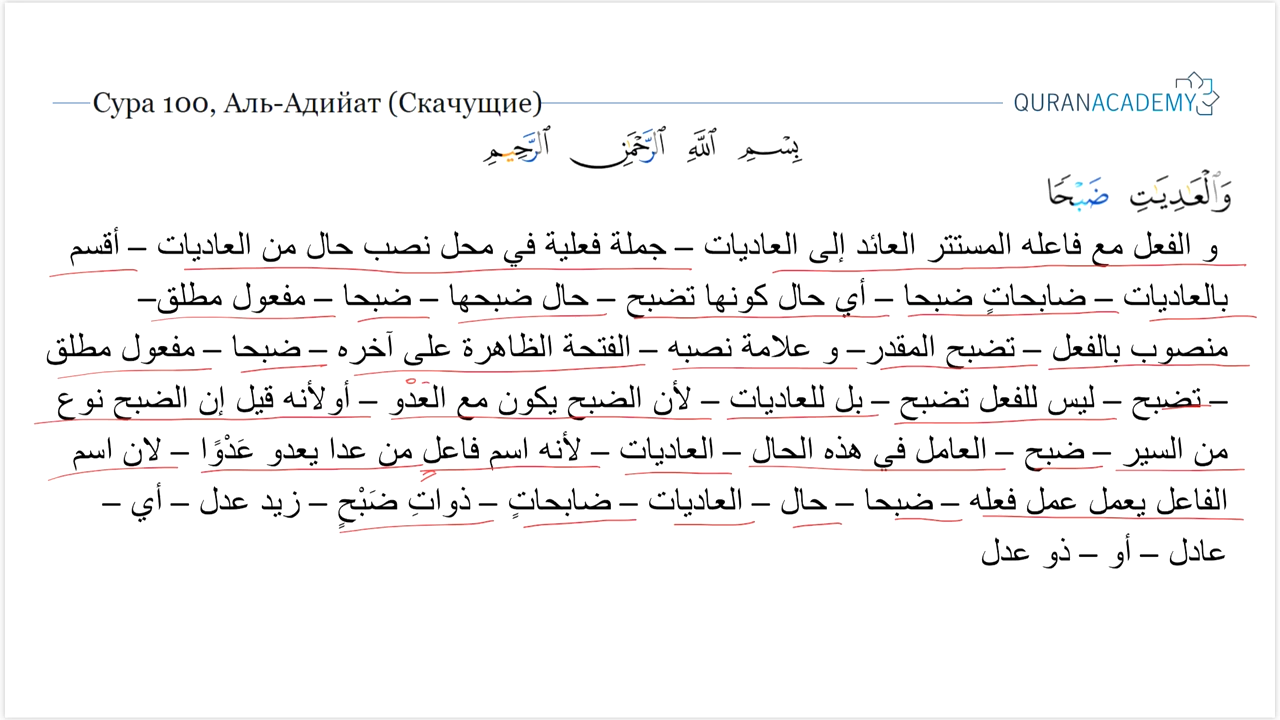 Сура 100, Аль-Адийат (Скачущие)
QURANACADEMY
بِسْمِ ٱللَّهِ ٱلرَّحْمَٰنِ ٱلرَّحِيمِ
وَٱلْعَـٰدِيَـٰتِ ضَبْحًا
و الفعل مع فاعله المستتر العائد إلى العاديات – جملة فعلية في محل نصب حال من العاديات – أقسم
بالعاديات – ضابحاتٍ ضبحا – أي حال كونها تضبح – حال ضبحها – ضبحا – مفعول مطلق–
منصوب بالفعل – تضبح المقدر– و علامة نصبه – الفتحة الظاهرة على آخره – ضبحا – مفعول مطلق
– تضبح – ليس للفعل تضبح – بل للعاديات – لأن الضبح يكون مع العَدْو – أولأنه قيل إن الضبح نوع
من السير – ضبح – العامل في هذه الحال – العاديات – لأنه اسم فاعل من عدا يعدو عَدْوًا – لان اسم
الفاعل يعمل عمل فعله – ضبحا – حال – العاديات – ضابحاتٍ – ذواتِ ضَبْحٍ – زيد عدل – أي –
عادل – أو – ذو عدل